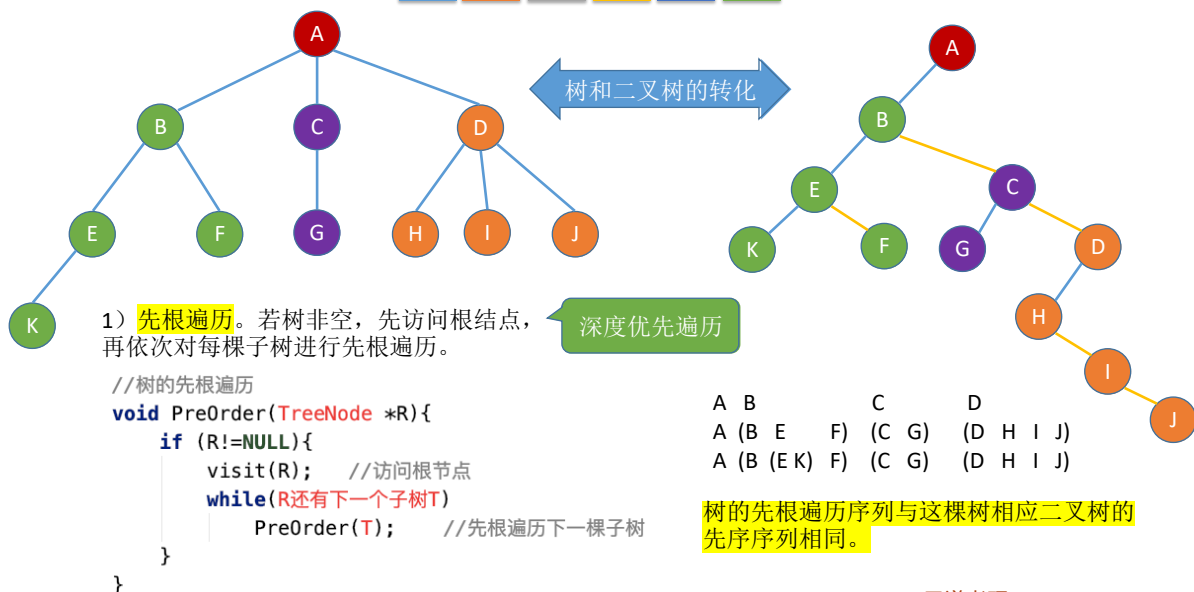 A
B
C
D
E
F
G
H
I
J
K
树和二叉树的转化
A
B
E
C
K
F
G
D
H
I
J
1）先根遍历。若树非空，先访问根结点，
再依次对每棵子树进行先根遍历。
深度优先遍历
//树的先根遍历
void PreOrder(TreeNode *R){
if (R!=NULL){
visit(R); //访问根节点
while(R还有下一个子树T)
PreOrder(T); //先根遍历下一棵子树
}
}
A B C D
A (B E F) (C G) (D H I J)
A (B (E K) F) (C G) (D H I J)
树的先根遍历序列与这棵树相应二叉树的
先序序列相同。